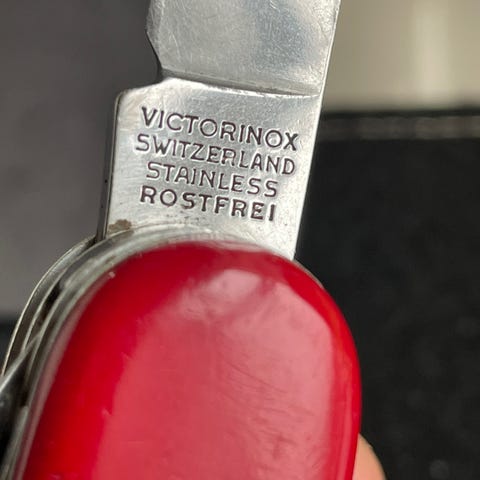 VICTORINOX
SWITZERLAND
STAINLESS
ROSTFREI